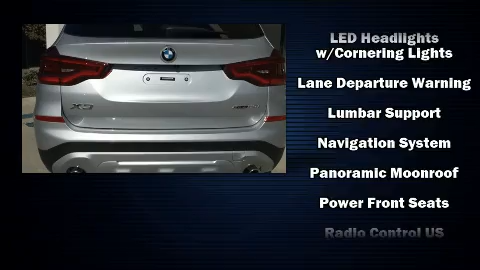 LED Headlights
w/Cornering Lights
Lane Departure Warning
Lumbar Support
Navigation System
Panoramic Moonroof
Power Front Seats
Radio Control US
X3